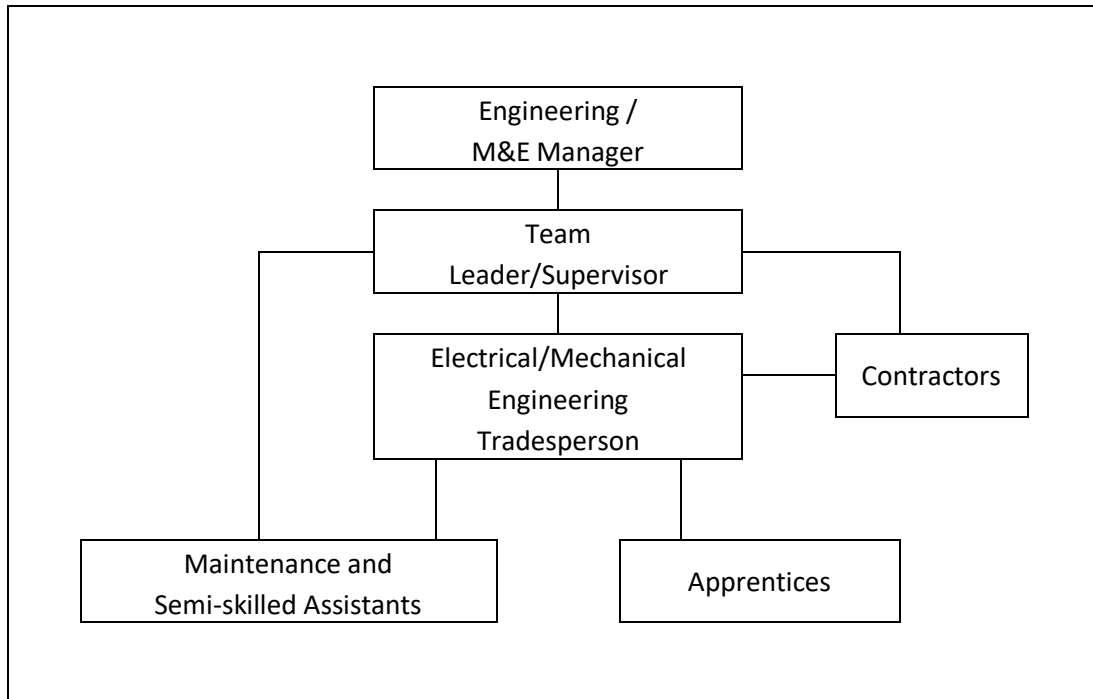 Engineering /
M&E Manager
Team
Leader/Supervisor
Electrical/Mechanical
Engineering
Tradesperson
Contractors
Maintenance and
Semi-skilled Assistants
Apprentices